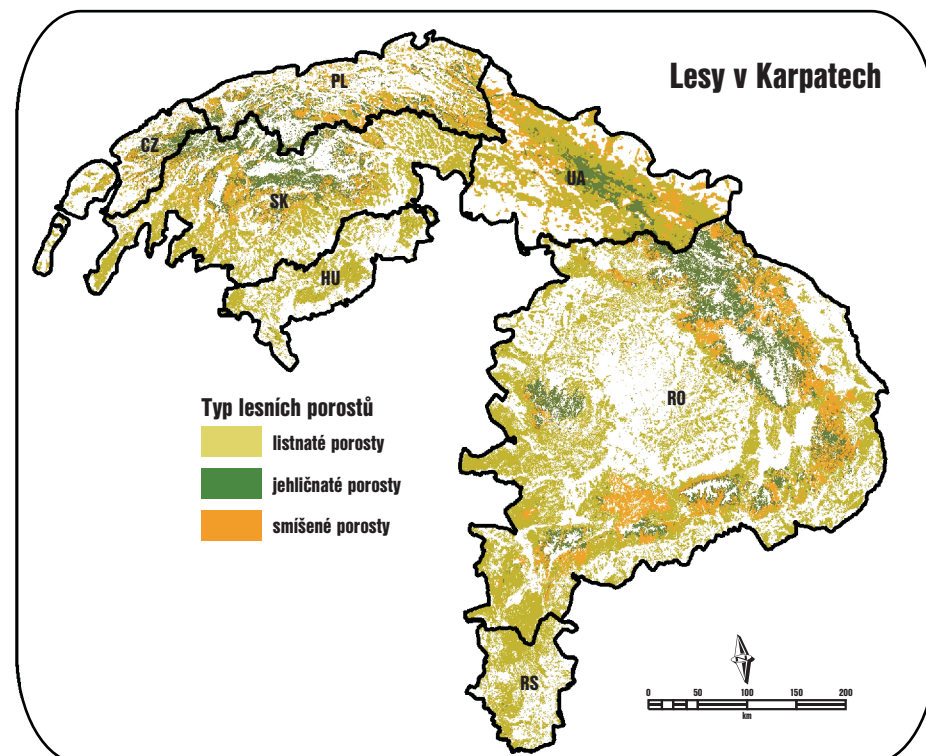 Lesy v Karpatech
PL
CZ
SK
UA
HU
RO
RS
Typ lesních porostů
listnaté porosty
jehličnaté porosty
smíšené porosty
0 50 100 150 200
km